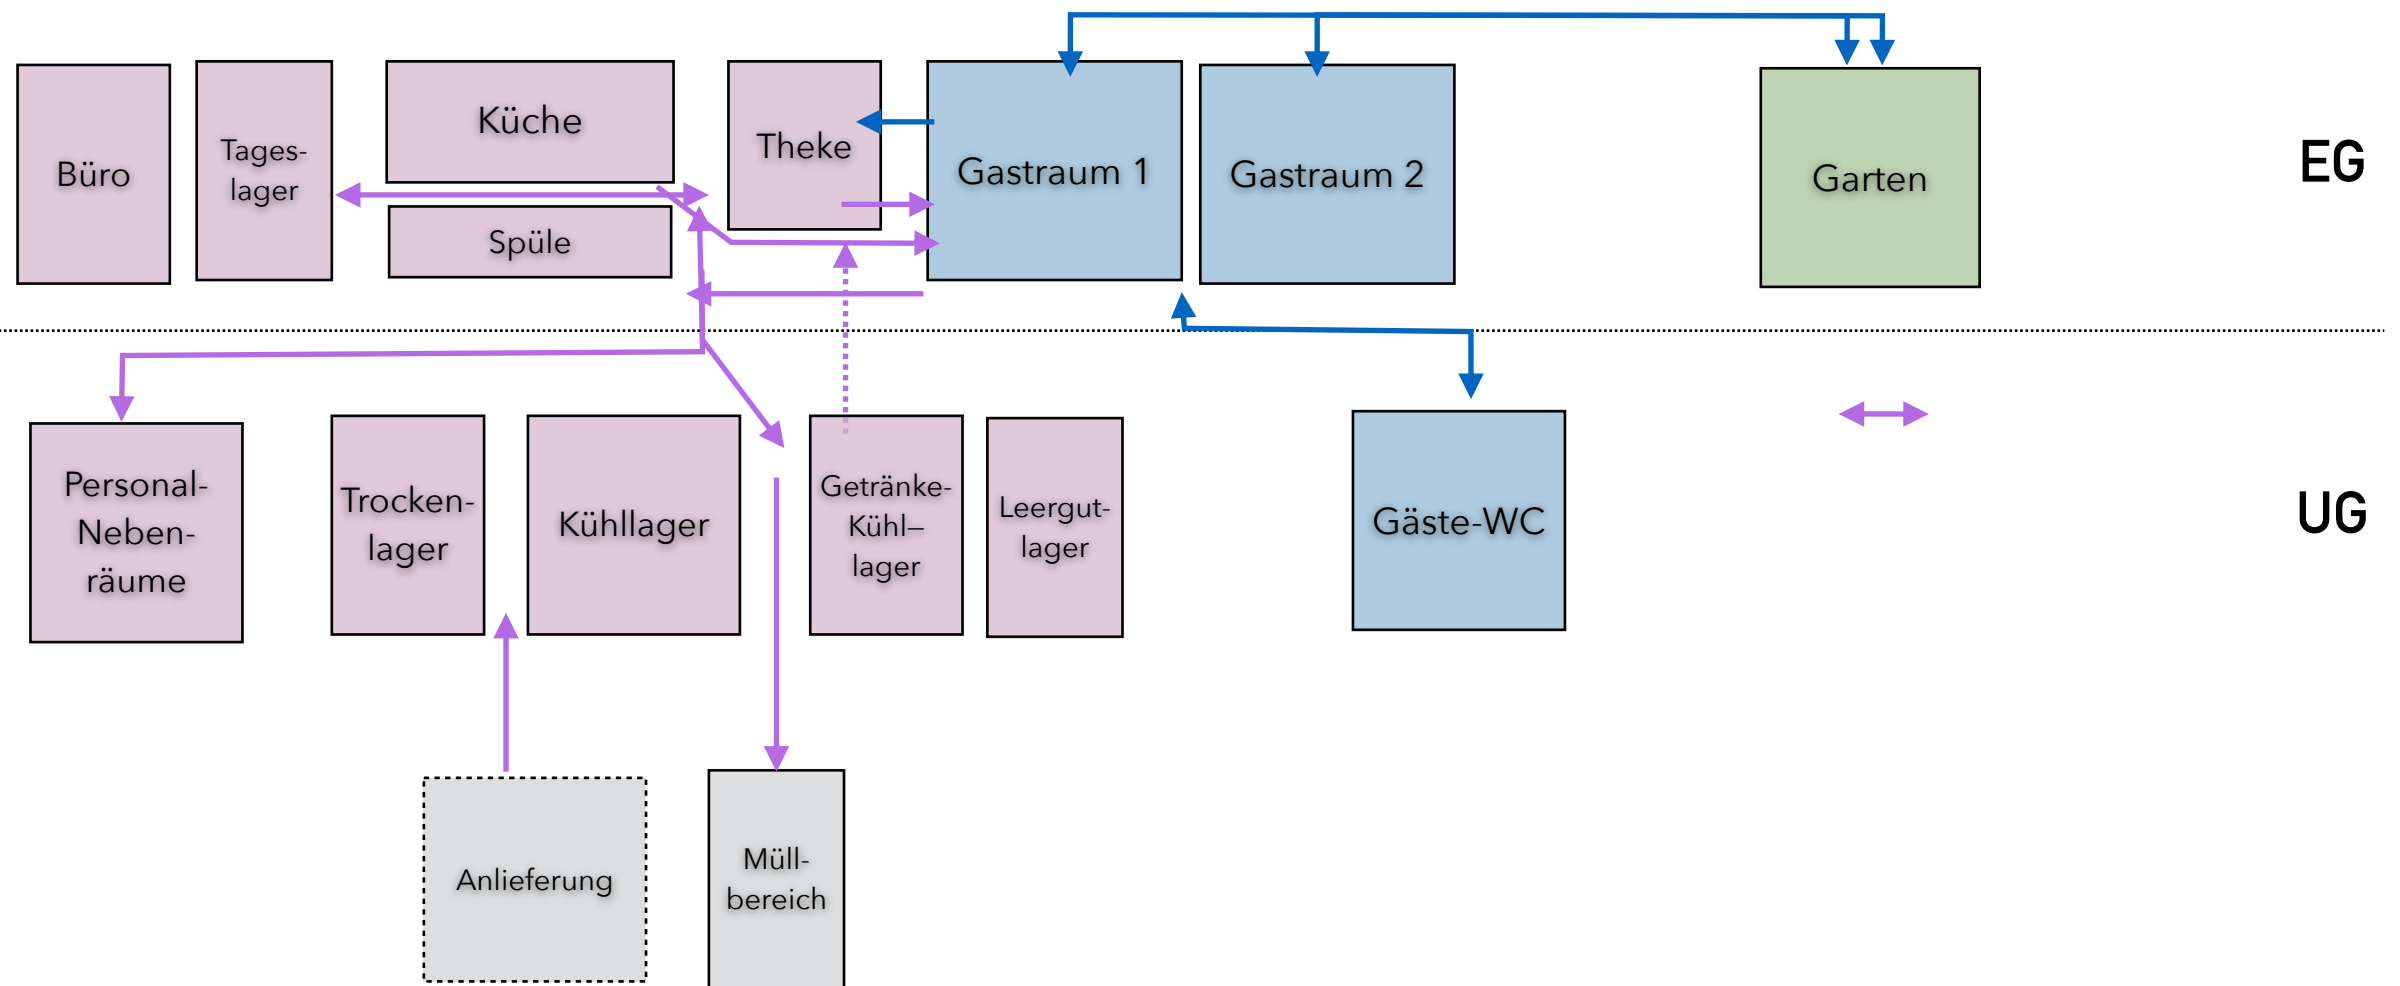 Büro
Tages-
lager
Küche
Spüle
Theke
Gastraum 1
Gastraum 2
Garten
EG
Personal-
Neben-
räume
Trocken-
lager
Kühllager
Getränke-
Kühl–
lager
Leergut-
lager
Gäste-WC
UG
Anlieferung
Müll-
bereich